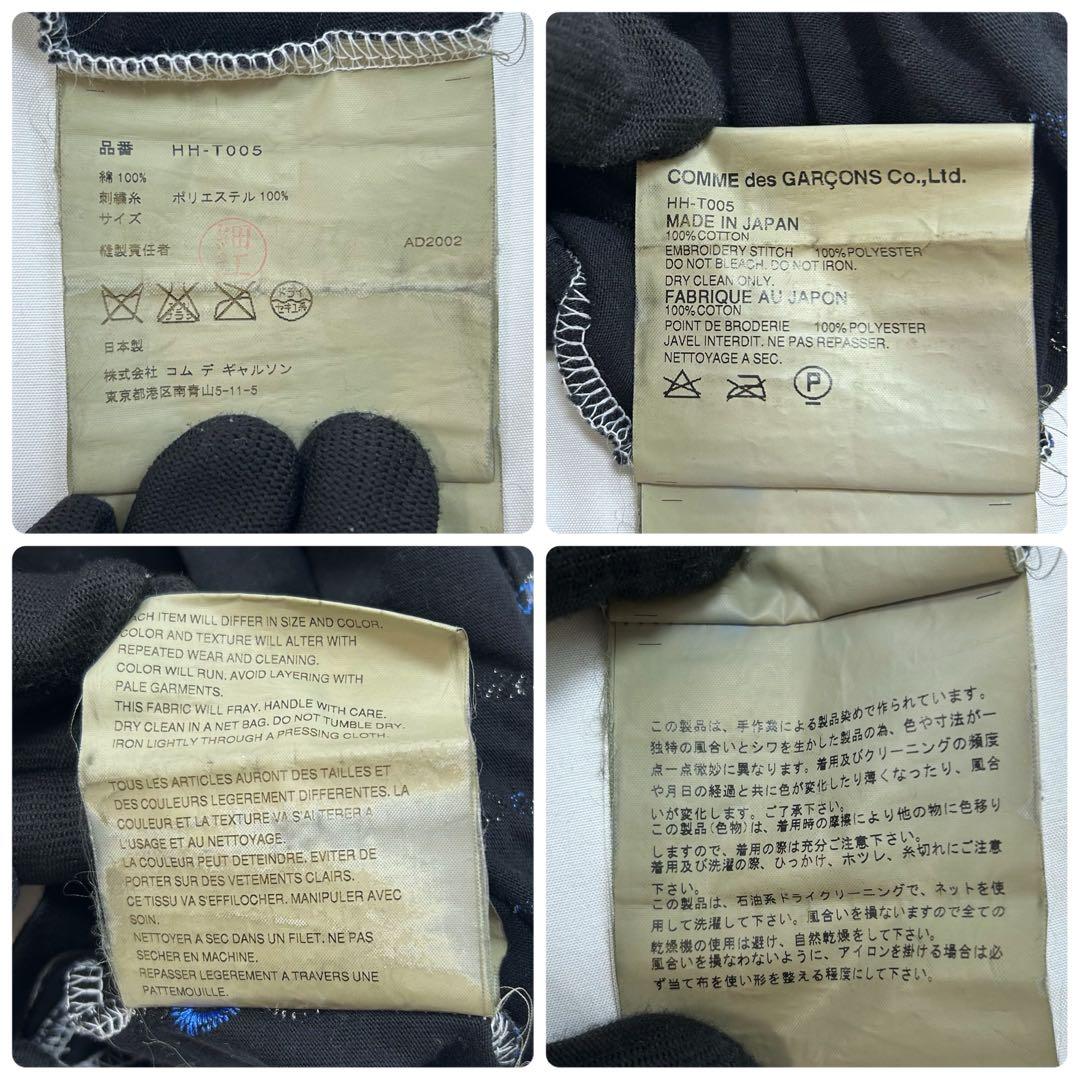 品番 HH-T005
綿 100%
刺繍糸 ポリエステル 100%
サイズ
縫製責任者
AD2002
ドライ
セキユ系
日本製
株式会社 コム デ ギャルソン
東京都港区南青山5-11-5
COMME des GARÇONS Co.,Ltd.
HH-T005
MADE IN JAPAN
100% COTTON
EMBROIDERY STITCH 100% POLYESTER
DO NOT BLEACH. DO NOT IRON.
DRY CLEAN ONLY.
FABRIQUE AU JAPON
100% COTON
POINT DE BRODERIE 100% POLYESTER
JAVEL INTERDIT. NE PAS REPASSER.
NETTOYAGE A SEC.
P
EACH ITEM WILL DIFFER IN SIZE AND COLOR.
COLOR AND TEXTURE WILL ALTER WITH
REPEATED WEAR AND CLEANING.
COLOR WILL RUN. AVOID LAYERING WITH
PALE GARMENTS.
THIS FABRIC WILL FRAY. HANDLE WITH CARE.
DRY CLEAN IN A NET BAG. DO NOT TUMBLE DRY.
IRON LIGHTLY THROUGH A PRESSING CLOTH.
TOUS LES ARTICLES AURONT DES TAILLES ET
DES COULEURS LEGEREMENT DIFFERENTES. LA
COULEUR ET LA TEXTURE VA S'ALTERER A
L'USAGE ET AU NETTOYAGE.
LA COULEUR PEUT DETEINDRE. EVITER DE
PORTER SUR DES VETEMENTS CLAIRS.
CE TISSU VA S'EFFILOCHER. MANIPULER AVEC
SOIN.
NETTOYER A SEC DANS UN FILET. NE PAS
SECHER EN MACHINE.
REPASSER LEGEREMENT A TRAVERS UNE
PATTEMOUILLE.
この製品は、手作業による製品染めで作られています。
独特の風合いとシワを生かした製品の為、色や寸法が一
点一点微妙に異なります。着用及びクリーニングの頻度
や月日の経過と共に色が変化したり薄くなったり、風合
いが変化します。ご了承下さい。
この製品(色物)は、着用時の摩擦により他の物に色移り
しますので、着用の際は充分ご注意下さい。
着用及び洗濯の際、ひっかけ、ホツレ、糸切れにご注意
下さい。
この製品は、石油系ドライクリーニングで、ネットを使
用して洗濯して下さい。風合いを損ないますので全ての
乾燥機の使用は避け、自然乾燥をして下さい。
風合いを損なわないように、アイロンを掛ける場合は必
ず当て布を使い形を整える程度にして下さい。